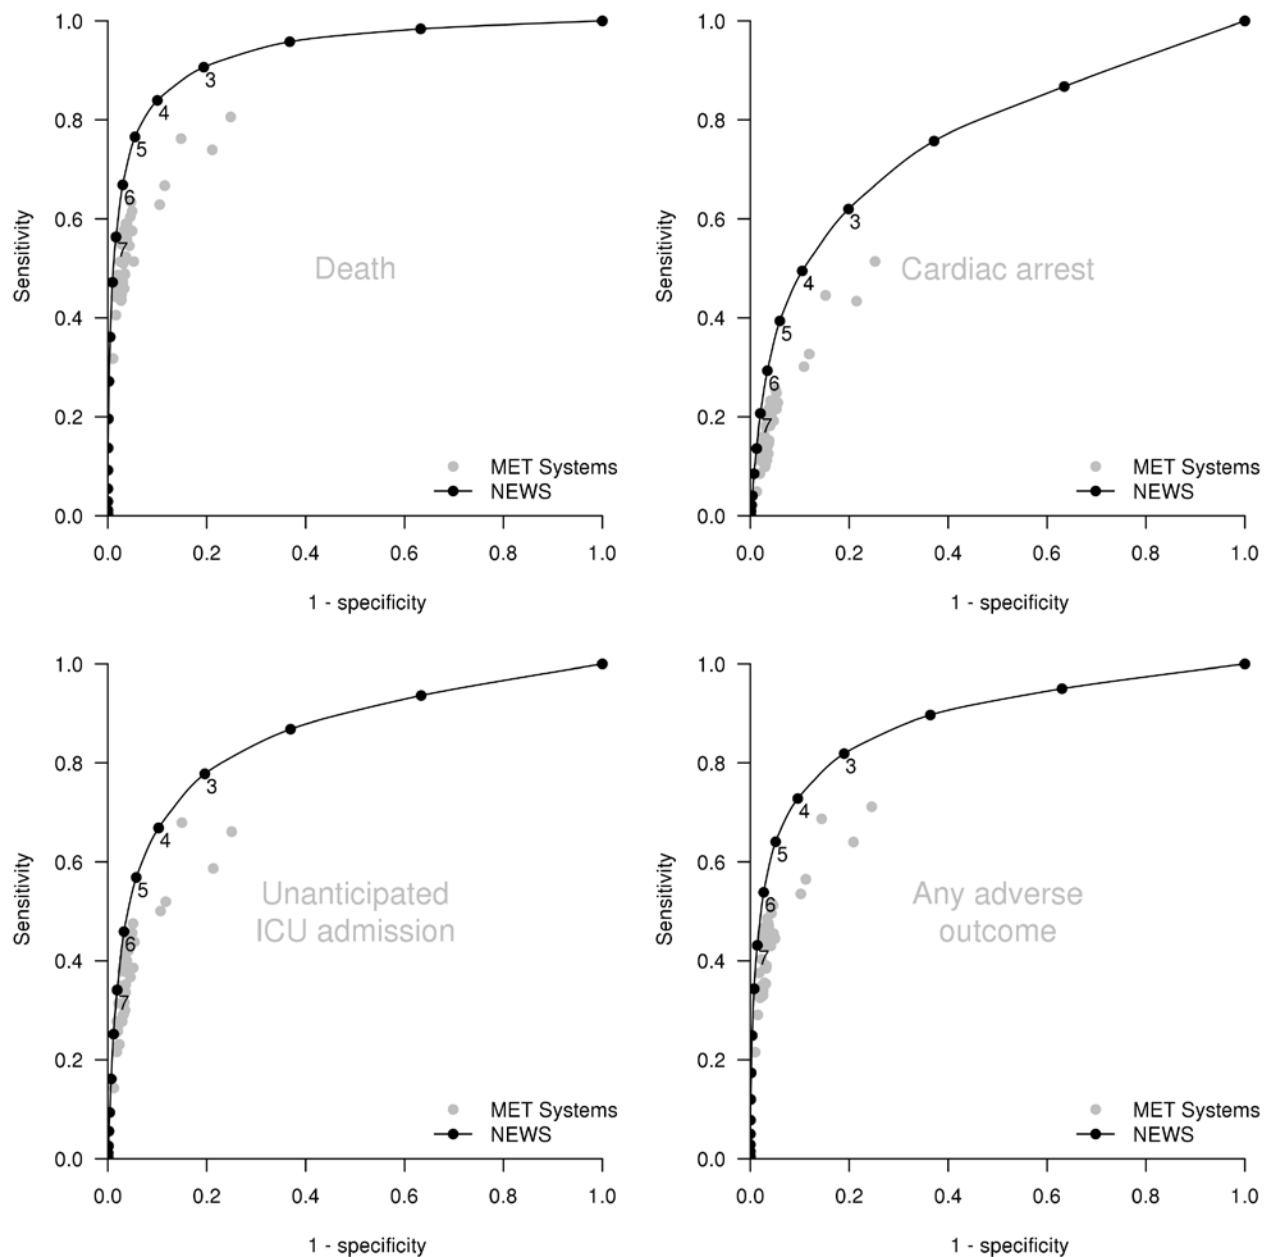 1.0
0.8
0.6
0.4
0.2
0.0
Sensitivity
3
4
5
6
7
Death
MET Systems
NEWS
0.0 0.2 0.4 0.6 0.8 1.0
1 - specificity
1.0
0.8
0.6
0.4
0.2
0.0
Sensitivity
3
4
5
6
7
Cardiac arrest
MET Systems
NEWS
0.0 0.2 0.4 0.6 0.8 1.0
1 - specificity
1.0
0.8
0.6
0.4
0.2
0.0
Sensitivity
3
4
5
6
7
Unanticipated
ICU admission
MET Systems
NEWS
0.0 0.2 0.4 0.6 0.8 1.0
1 - specificity
1.0
0.8
0.6
0.4
0.2
0.0
Sensitivity
3
4
5
6
7
Any adverse
outcome
MET Systems
NEWS
0.0 0.2 0.4 0.6 0.8 1.0
1 - specificity